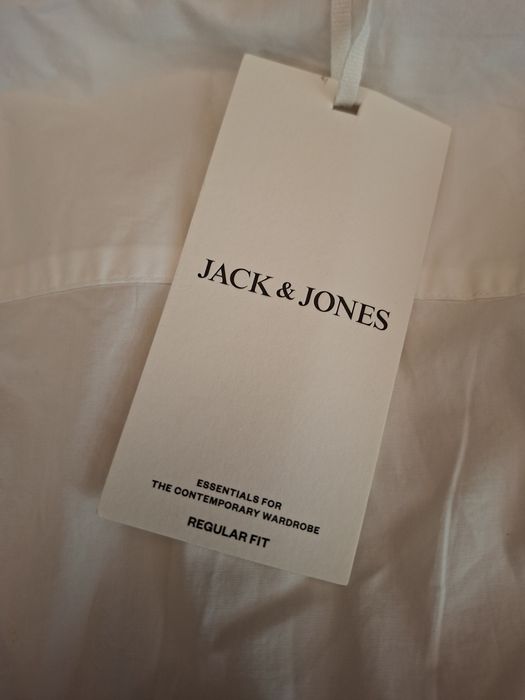 JACK & JONES
ESSENTIALS FOR
THE CONTEMPORARY WARDROBE
REGULAR FIT